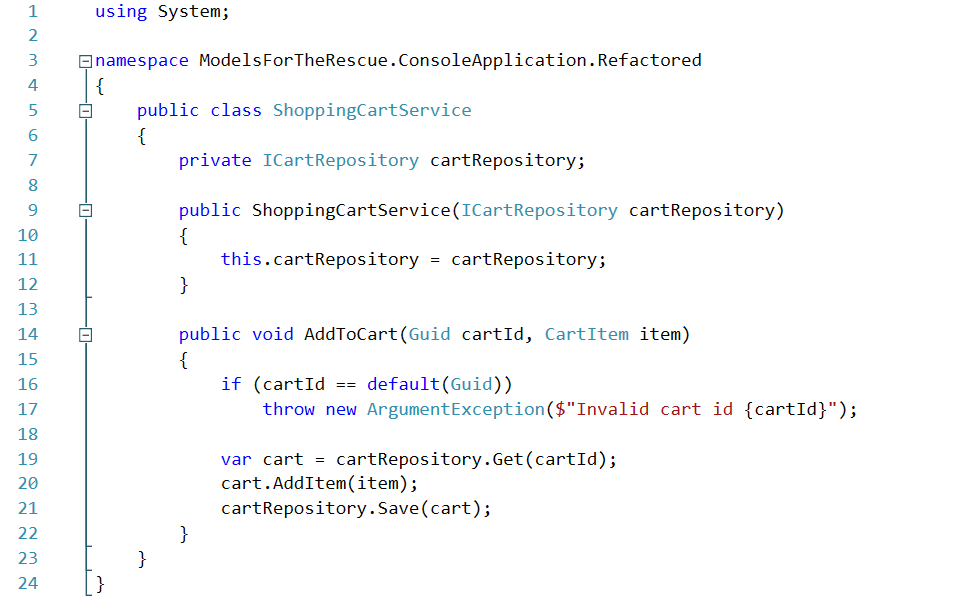 1 using System;
2
3 namespace ModelsForTheRescue.ConsoleApplication.Refactored
4 {
5     public class ShoppingCartService
6     {
7         private ICartRepository cartRepository;
8
9         public ShoppingCartService(ICartRepository cartRepository)
10         {
11             this.cartRepository = cartRepository;
12         }
13
14         public void AddToCart(Guid cartId, CartItem item)
15         {
16             if (cartId == default(Guid))
17                 throw new ArgumentException($"Invalid cart id {cartId}");
18
19             var cart = cartRepository.Get(cartId);
20             cart.AddItem(item);
21             cartRepository.Save(cart);
22         }
23     }
24 }